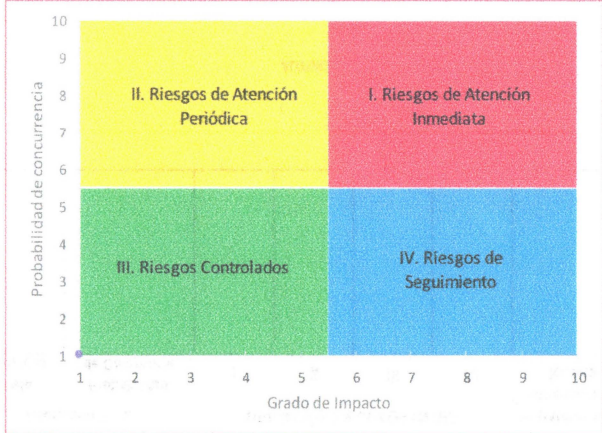 10
9
8
7
6
5
4
3
2
1
Probabilidad de concurrencia
II. Riesgos de Atención
Periódica
I. Riesgos de Atención
Inmediata
III. Riesgos Controlados
IV. Riesgos de
Seguimiento
1 2 3 4 5 6 7 8 9 10
Grado de Impacto